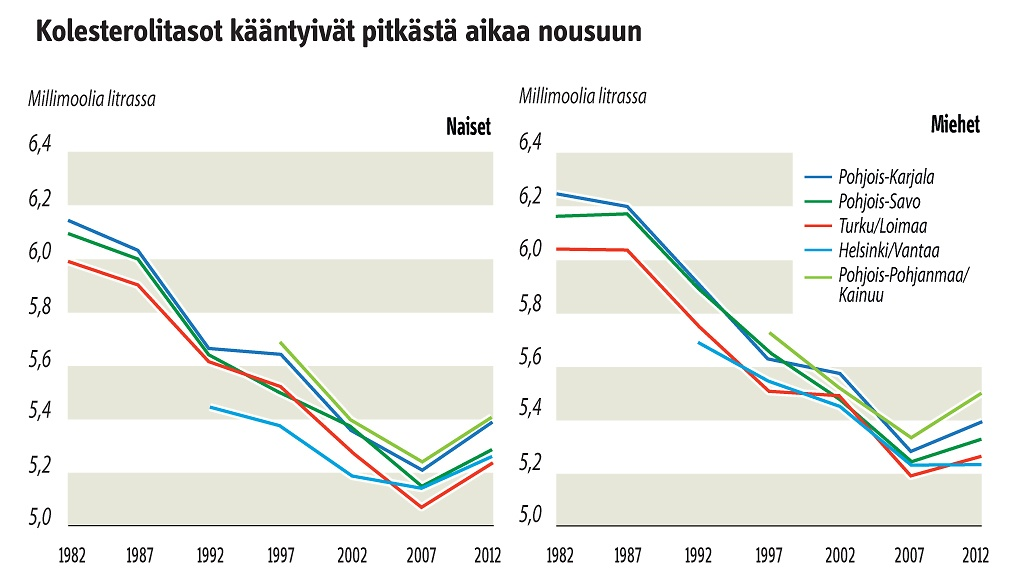 Kolesterolitasot kääntyivät pitkästä aikaa nousuun
Millimoolia litrassa
Naiset
6,4
6,2
6,0
5,8
5,6
5,4
5,2
5,0
1982 1987 1992 1997 2002 2007 2012
Millimoolia litrassa
Miehet
6,4
6,2
6,0
5,8
5,6
5,4
5,2
5,0
Pohjois-Karjala
Pohjois-Savo
Turku/Loimaa
Helsinki/Vantaa
Pohjois-Pohjanmaa/
Kainuu
1982 1987 1992 1997 2002 2007 2012